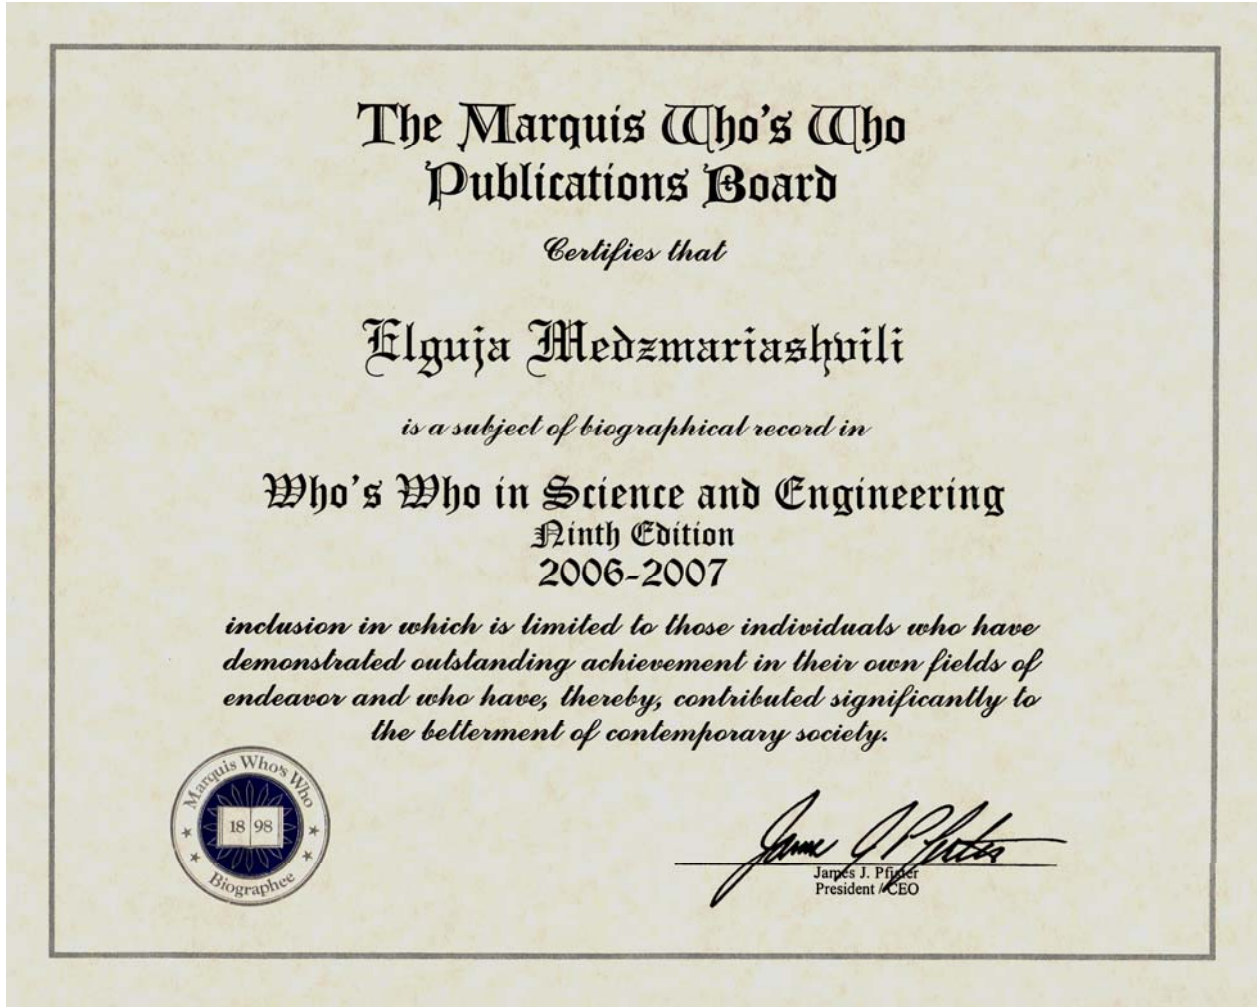 The Marquis Who's Who
Publications Board
Certifies that
Elguja Medzmariashvili
is a subject of biographical record in
Who's Who in Science and Engineering
Ninth Edition
2006-2007
inclusion in which is limited to those individuals who have
demonstrated outstanding achievement in their own fields of
endeavor and who have, thereby, contributed significantly to
the betterment of contemporary society.
Marquis Who's Who
18 98
Biographee
James J. Pfister
President / CEO